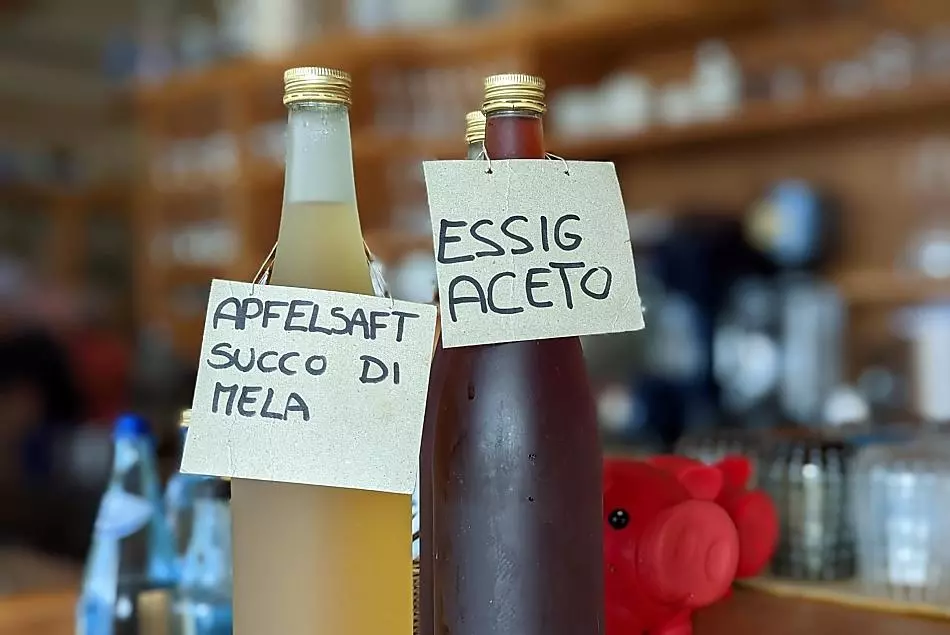 APFELSAFT
SUCCO DI
MELA
ESSIG
ACETO